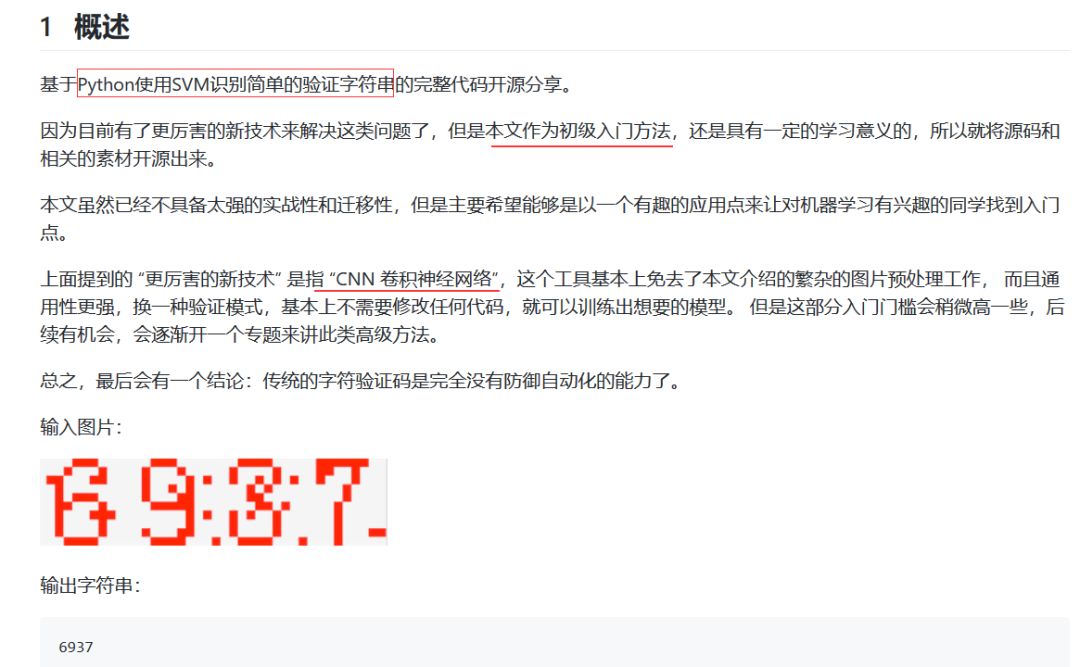 1 概述
基于Python使用SVM识别简单的验证字符串的完整代码开源分享。
因为目前有了更厉害的新技术来解决这类问题了，但是本文作为初级入门方法，还是具有一定的学习意义的，所以就将源码和
相关的素材开源出来。
本文虽然已经不具备太强的实战性和迁移性，但是主要希望能够是以一个有趣的应用点来让对机器学习有兴趣的同学找到入门
点。
上面提到的 “更厉害的新技术” 是指 “CNN 卷积神经网络”，这个工具基本上免去了本文介绍的繁杂的图片预处理工作， 而且通
用性更强，换一种验证模式，基本上不需要修改任何代码，就可以训练出想要的模型。 但是这部分入门门槛会稍微高一些，后
续有机会，会逐渐开一个专题来讲此类高级方法。
总之，最后会有一个结论：传统的字符验证码是完全没有防御自动化的能力了。
输入图片：
6937
输出字符串：
6937